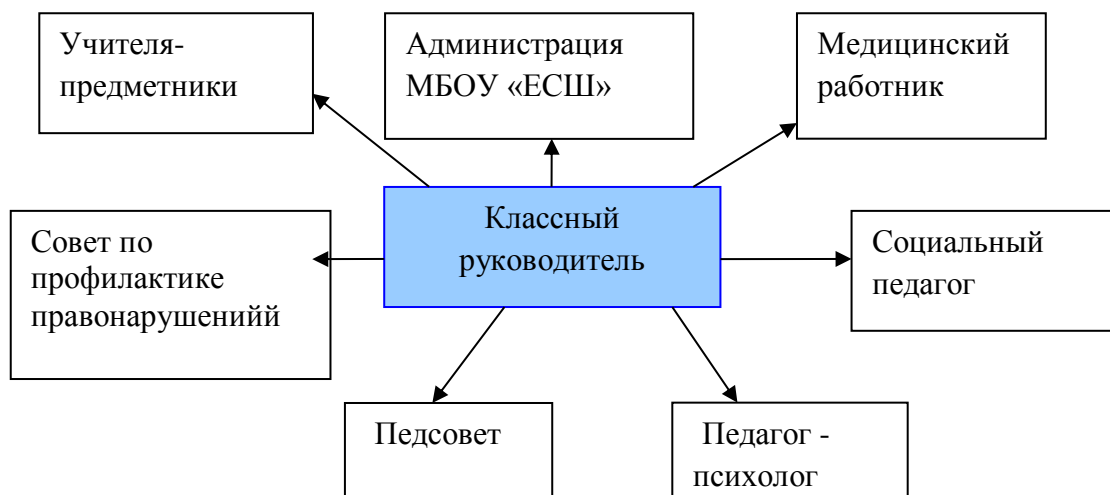 Учителя-
предметники
Администрация
МБОУ «ЕСШ»
Медицинский
работник
Классный
руководитель
Совет по
профилактике
правонарушенийй
Социальный
педагог
Педсовет
Педагог -
психолог